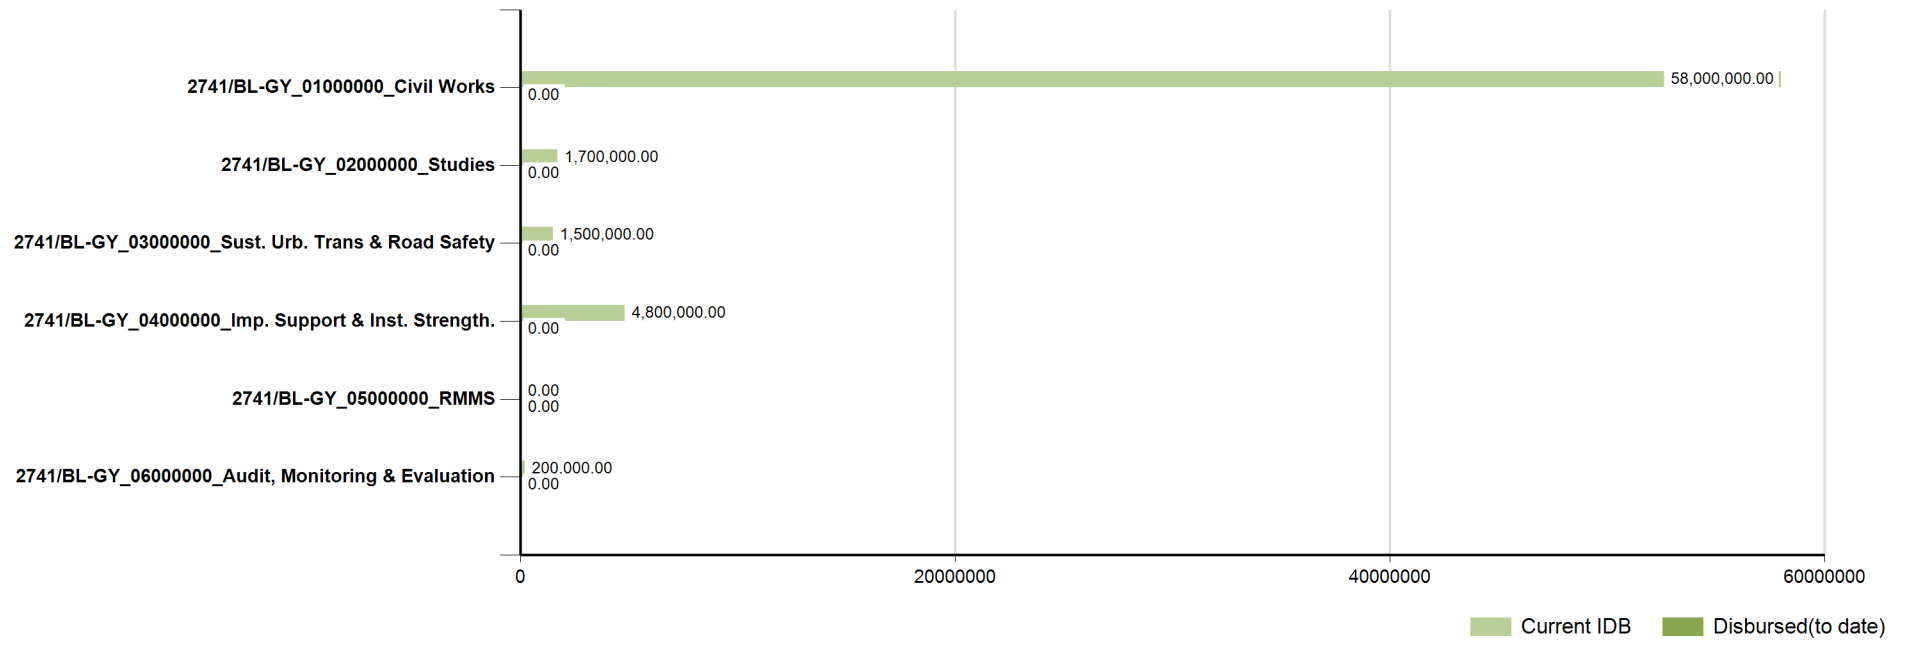 2741/BL-GY_01000000_Civil Works
58,000,000.00
0.00
2741/BL-GY_02000000_Studies
1,700,000.00
0.00
2741/BL-GY_03000000_Sust. Urb. Trans & Road Safety
1,500,000.00
0.00
2741/BL-GY_04000000_Imp. Support & Inst. Strength.
4,800,000.00
0.00
2741/BL-GY_05000000_RMMS
0.00
0.00
2741/BL-GY_06000000_Audit, Monitoring & Evaluation
200,000.00
0.00
0 20000000 40000000 60000000
Current IDB Disbursed(to date)